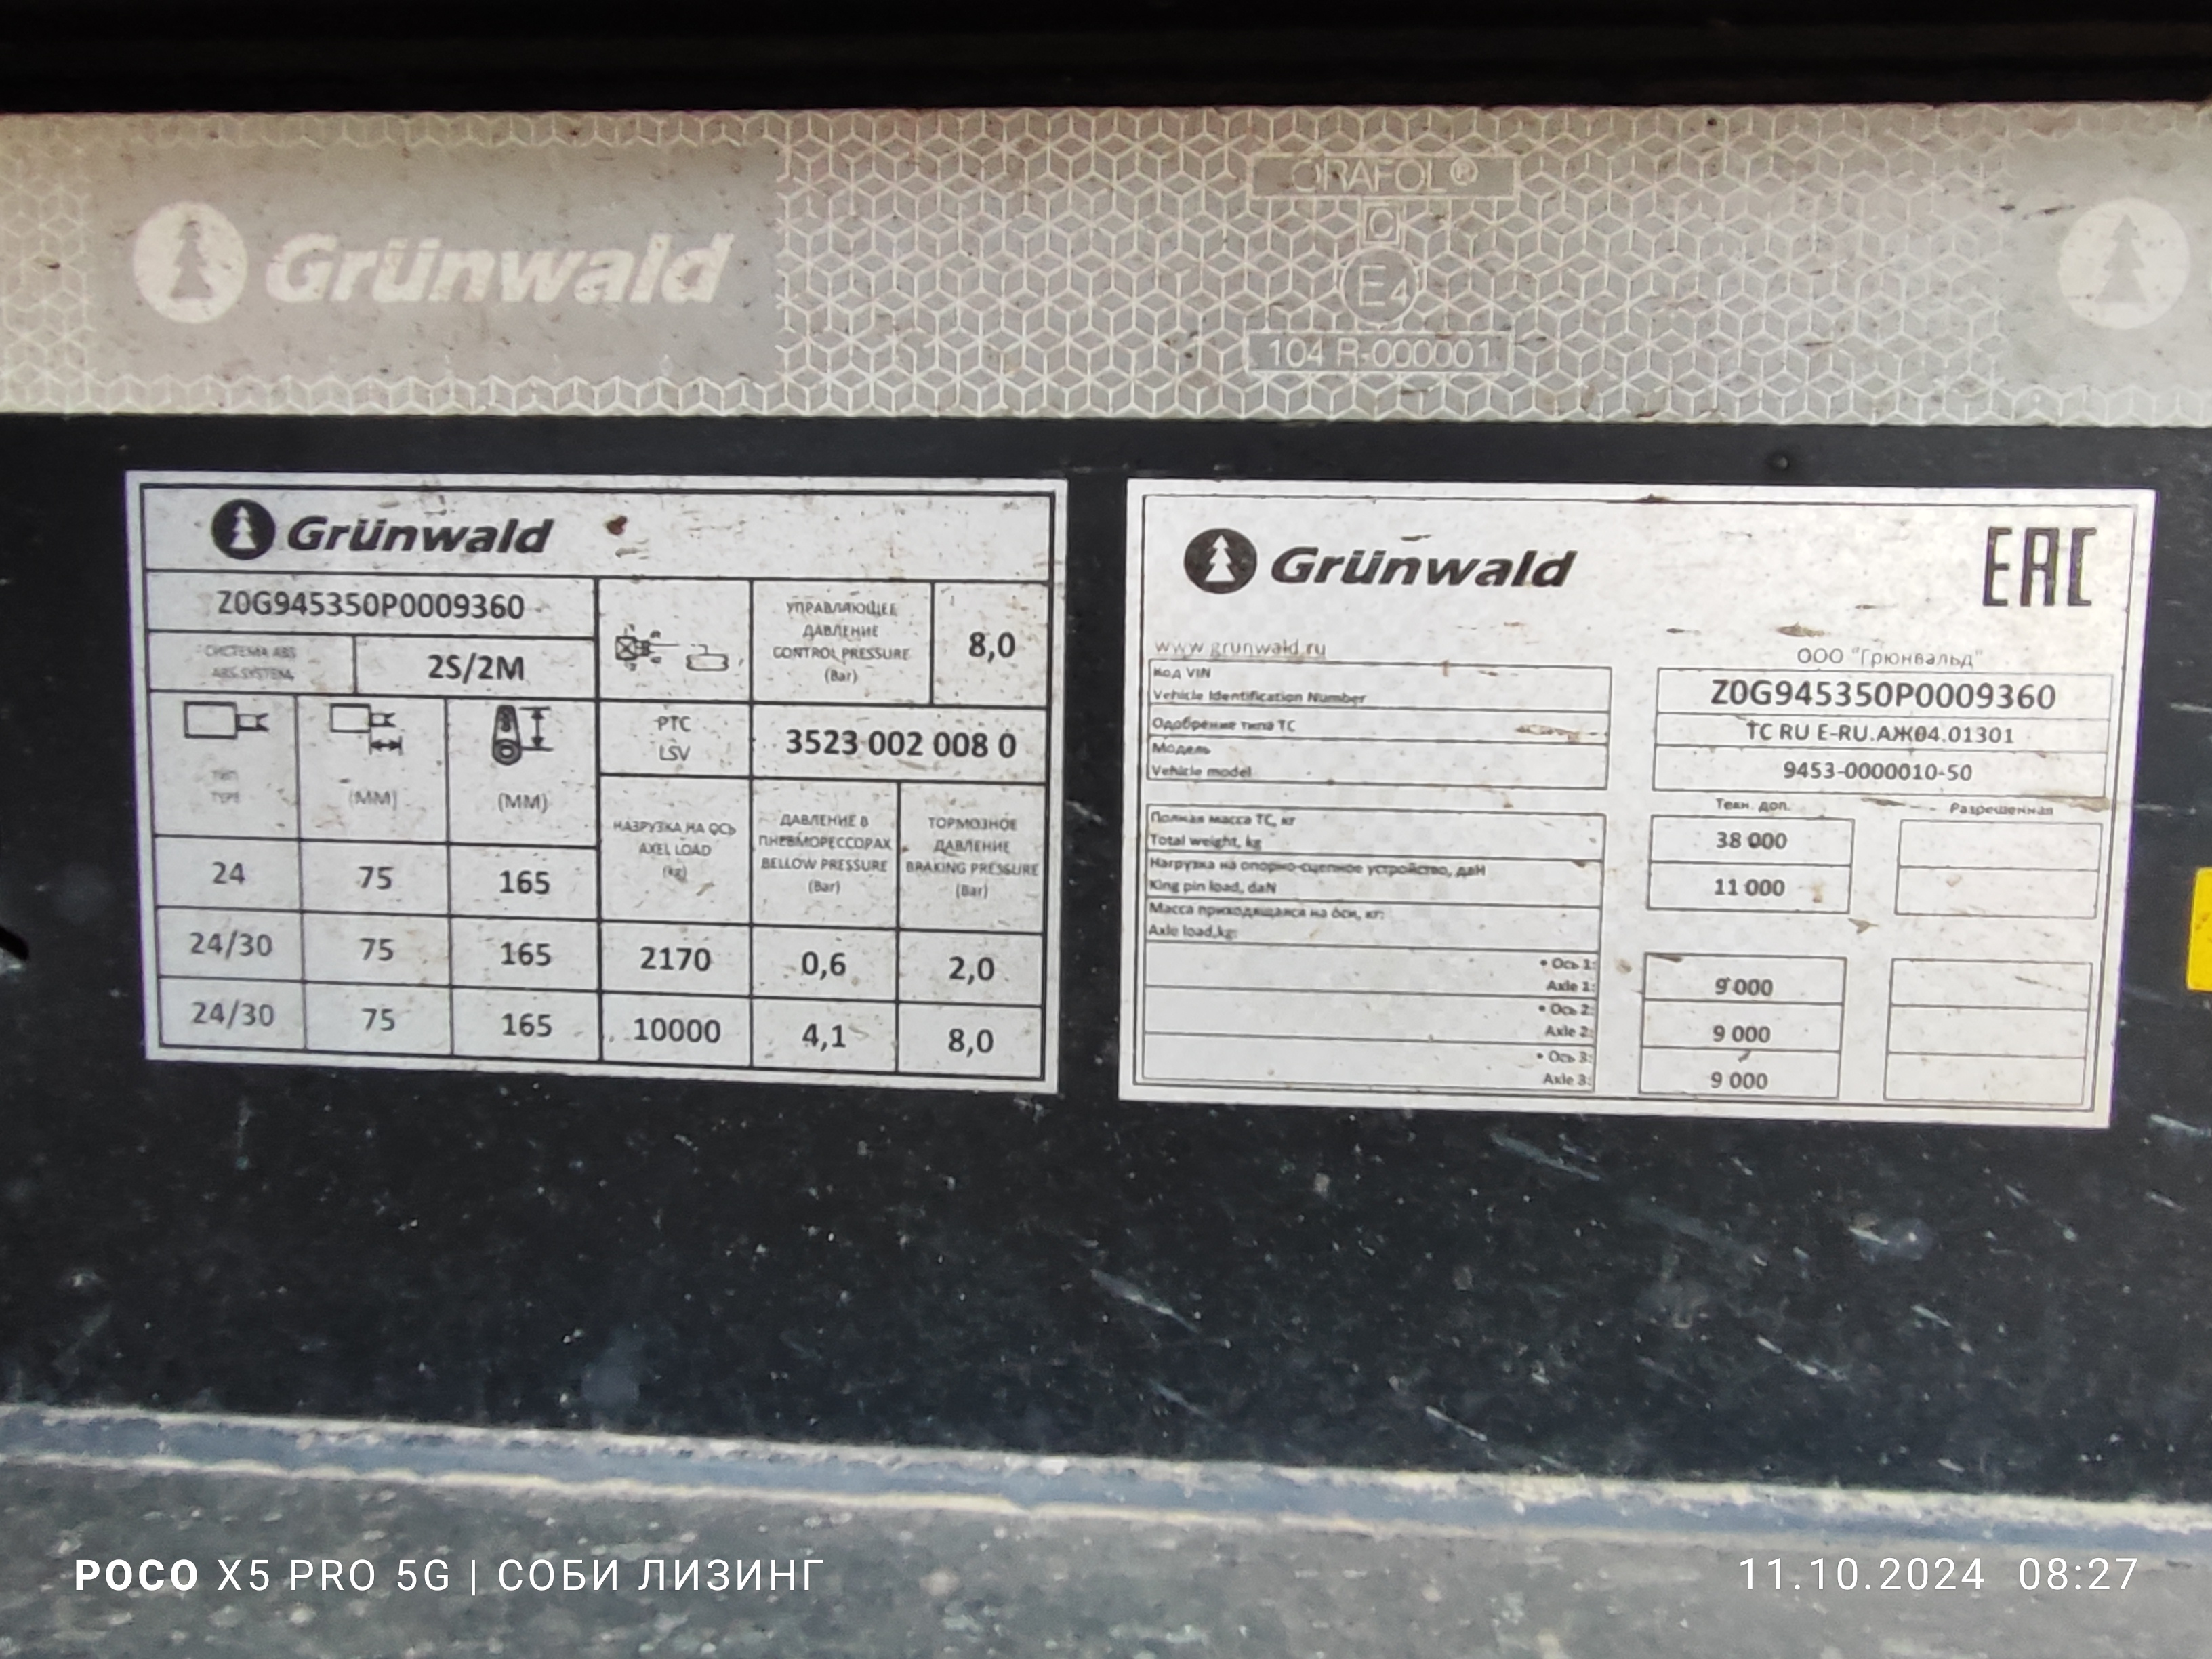 ORAFOL®
C
Grünwald
E4
104 R-000001
Grünwald
Z0G945350P0009360
СИСТЕМА ABS
ABS SYSTEM
2S/2M
УПРАВЛЯЮЩЕЕ
ДАВЛЕНИЕ
CONTROL PRESSURE
(Bar)
8,0
ТИП
TYPE
(MM)
(MM)
РТС
LSV
3523 002 008 0
НАГРУЗКА НА ОСЬ
AXEL LOAD
(kg)
ДАВЛЕНИЕ В
ПНЕВМОРЕССОРАХ
BELLOW PRESSURE
(Bar)
ТОРМОЗНОЕ
ДАВЛЕНИЕ
BRAKING PRESSURE
(Bar)
24 75 165
24/30 75 165 2170 0,6 2,0
24/30 75 165 10000 4,1 8,0
Grünwald
EAC
www.grunwald.ru
ООО "Грюнвальд"
Код VIN
Vehicle Identification Number
Z0G945350P0009360
Одобрение типа ТС
TC RU E-RU.АЖ04.01301
Модель
Vehicle model
9453-0000010-50
Техн. доп.
Разрешенная
Полная масса ТС, кг
Total weight, kg
38 000
Нагрузка на опорно-сцепное устройство, даН
King pin load, daN
11 000
Масса приходящаяся на оси, кг:
Axle load,kg:
• Ось 1:
Axle 1:
9 000
• Ось 2:
Axle 2:
9 000
• Ось 3:
Axle 3:
9 000
POCO X5 PRO 5G | СОБИ ЛИЗИНГ
11.10.2024 08:27